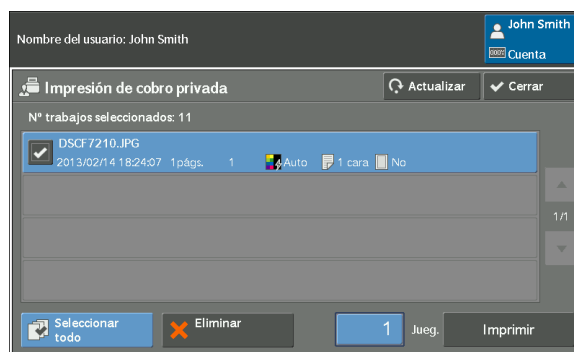 Nombre del usuario: John Smith
John Smith
Cuenta
Impresión de cobro privada
Actualizar
Cerrar
Nº trabajos seleccionados: 11
DSCF7210.JPG
2013/02/14 18:24:07 1págs. 1 Auto 1 cara No
1/1
Seleccionar
todo
Eliminar
1 Jueg.
Imprimir